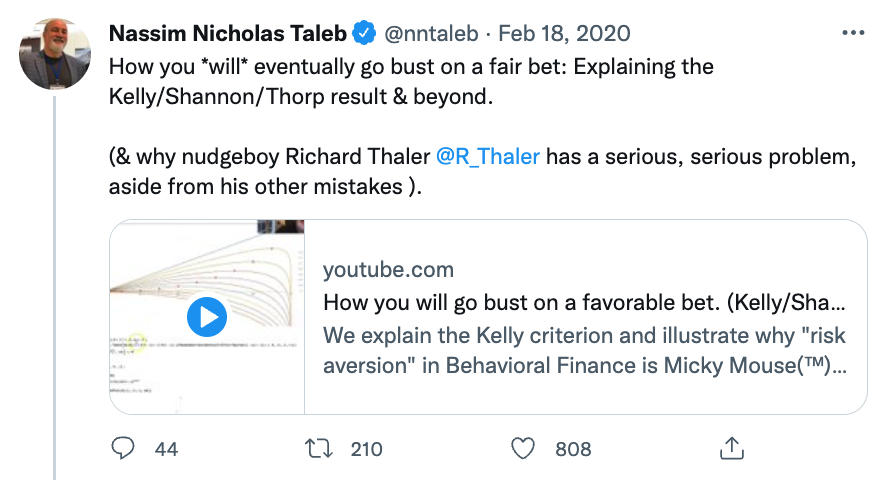 Nassim Nicholas Taleb @nntaleb · Feb 18, 2020
How you *will* eventually go bust on a fair bet: Explaining the
Kelly/Shannon/Thorp result & beyond.
(& why nudgeboy Richard Thaler @R_Thaler has a serious, serious problem,
aside from his other mistakes ).
youtube.com
How you will go bust on a favorable bet. (Kelly/Sha...
We explain the Kelly criterion and illustrate why "risk
aversion" in Behavioral Finance is Micky Mouse(™)...
44 210 808